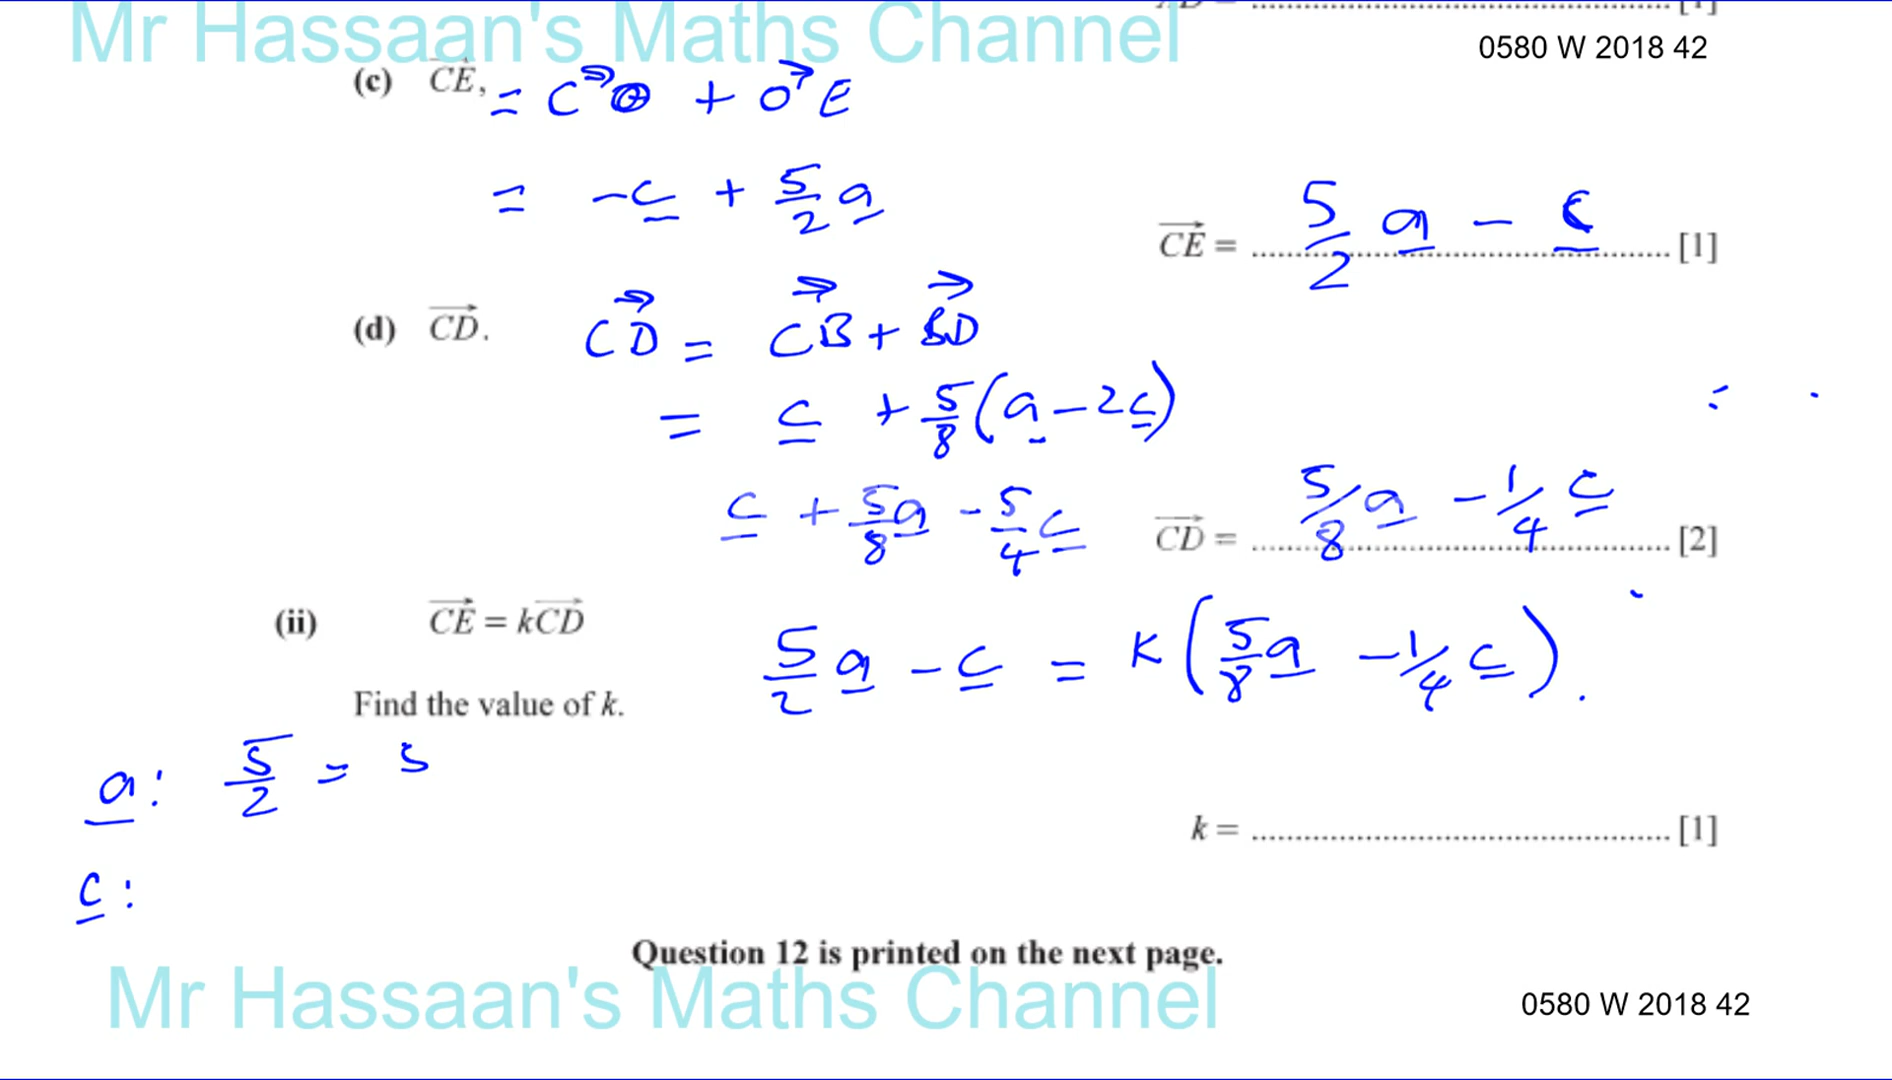 Mr Hassaan's Maths Channel
[1]
0580 W 2018 42
(c) CE, = CO + OE
= -c + 5/2 a
CE = 5/2 a - c [1]
(d) CD. CD = CB + BD
= c + 5/8 (a - 2c)
c + 5/8 a - 5/4 c
CD = 5/8 a - 1/4 c [2]
(ii) CE = kCD
5/2 a - c = K (5/8 a - 1/4 c).
Find the value of k.
a: 5/2 = 5
k = [1]
c:
Question 12 is printed on the next page.
Mr Hassaan's Maths Channel
0580 W 2018 42